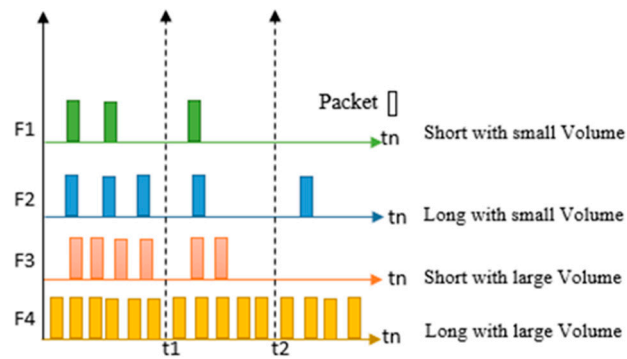 Packet
F1
tn
Short with small Volume
F2
tn
Long with small Volume
F3
tn
Short with large Volume
F4
tn
Long with large Volume
t1
t2